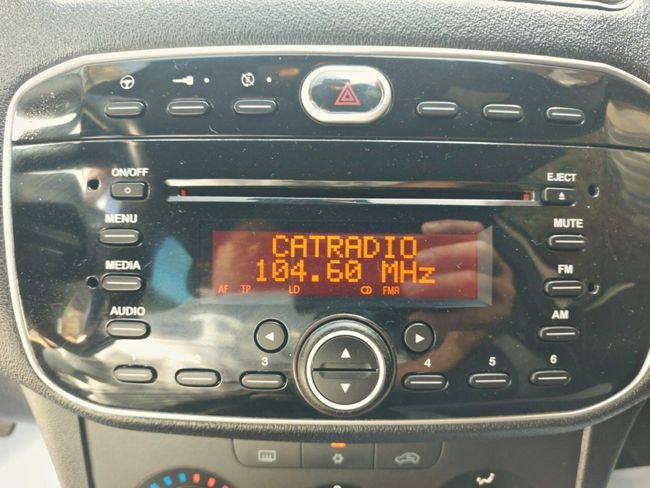 ON/OFF
EJECT
MENU
MUTE
CATRADIO
104.60 MHz
MEDIA
FM
AF TP LD CD FMA
AUDIO
AM
1 2 3 4 5 6